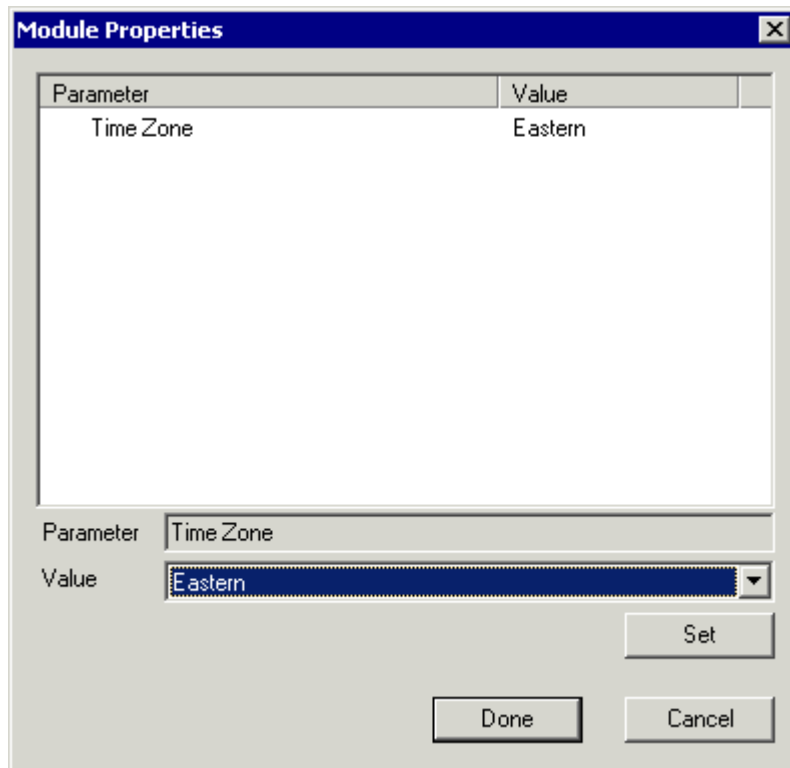 Module Properties
Parameter Value
Time Zone Eastern
Parameter Time Zone
Value Eastern
Set
Done Cancel